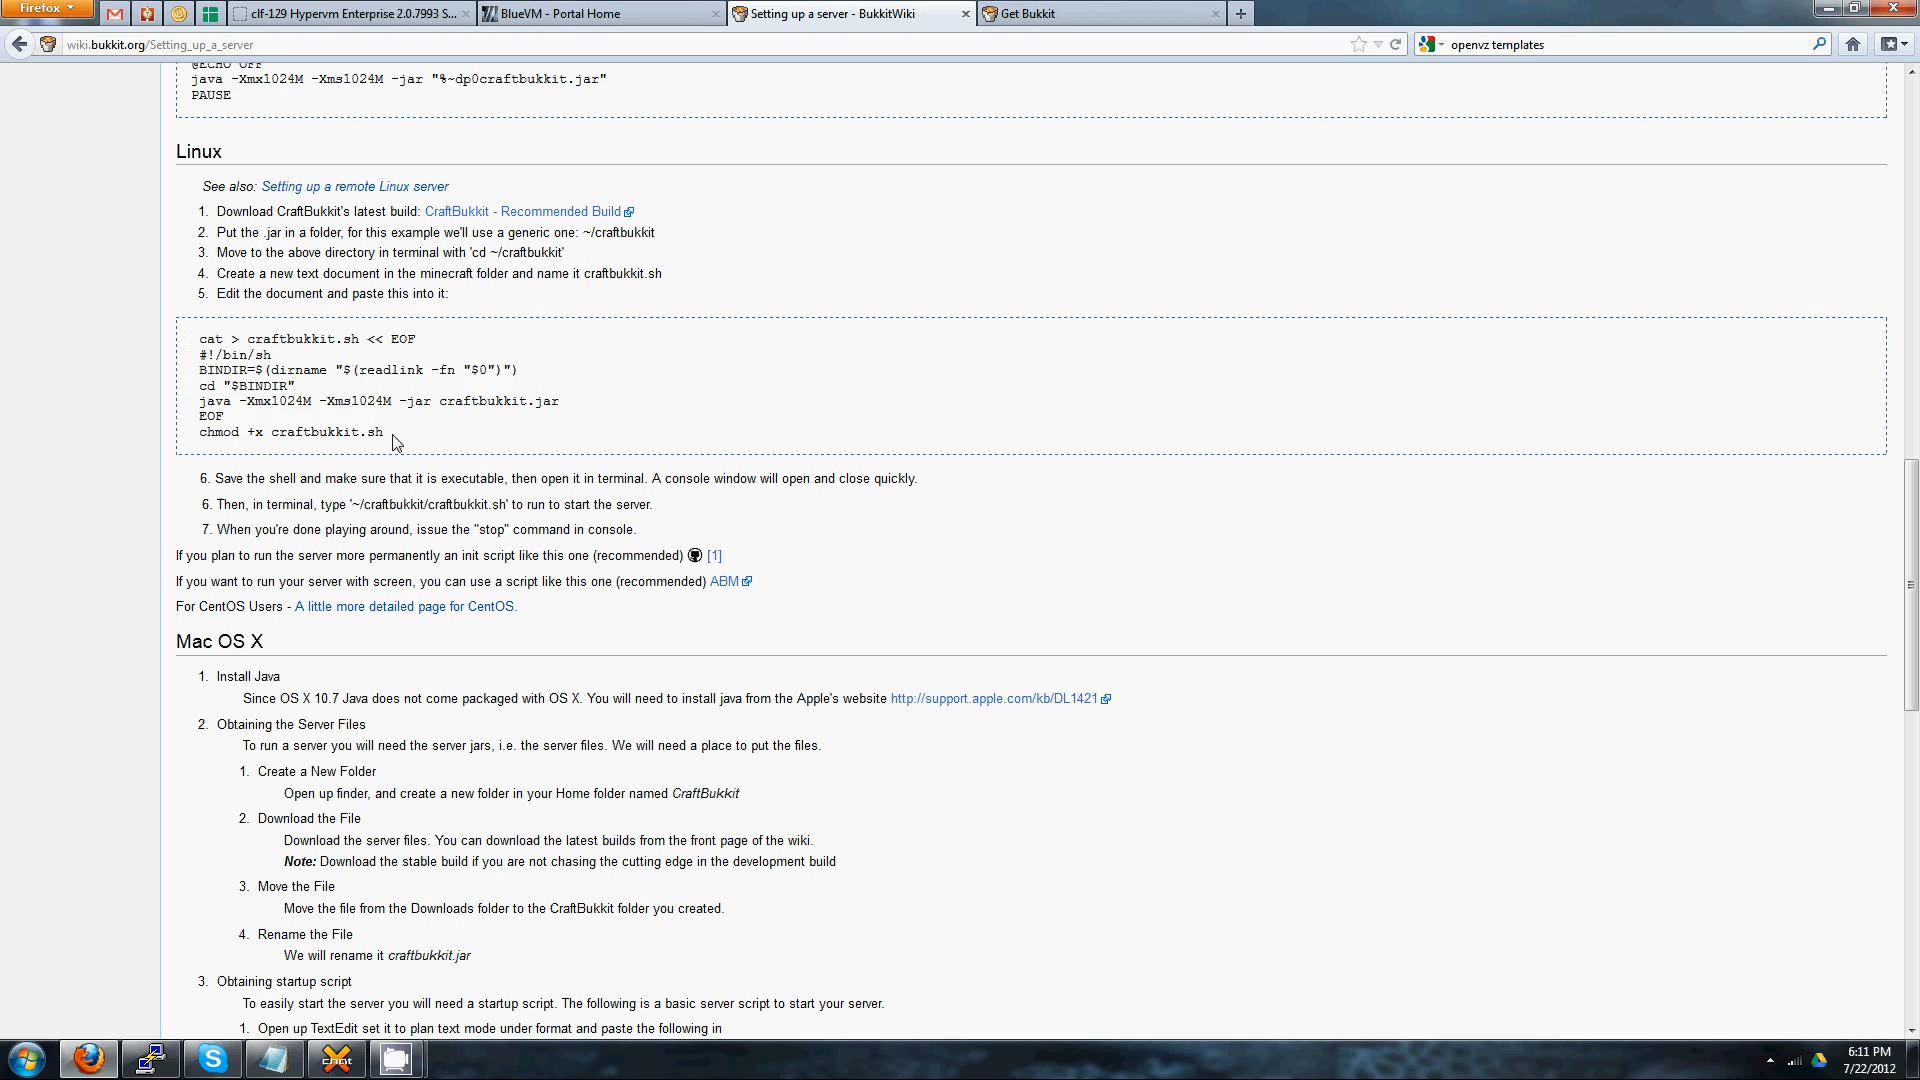 Firefox
clf-129 Hypervm Enterprise 2.0.7993 S...
BlueVM - Portal Home
Setting up a server - BukkitWiki
Get Bukkit
wiki.bukkit.org/Setting_up_a_server
openvz templates
@ECHO OFF
java -Xmx1024M -Xms1024M -jar "%~dp0craftbukkit.jar"
PAUSE
Linux
See also: Setting up a remote Linux server
1. Download CraftBukkit's latest build: CraftBukkit - Recommended Build
2. Put the .jar in a folder, for this example we'll use a generic one: ~/craftbukkit
3. Move to the above directory in terminal with 'cd ~/craftbukkit'
4. Create a new text document in the minecraft folder and name it craftbukkit.sh
5. Edit the document and paste this into it:
cat > craftbukkit.sh << EOF
#!/bin/sh
BINDIR=$(dirname "$(readlink -fn "$0")")
cd "$BINDIR"
java -Xmx1024M -Xms1024M -jar craftbukkit.jar
EOF
chmod +x craftbukkit.sh
6. Save the shell and make sure that it is executable, then open it in terminal. A console window will open and close quickly.
6. Then, in terminal, type '~/craftbukkit/craftbukkit.sh' to run to start the server.
7. When you're done playing around, issue the "stop" command in console.
If you plan to run the server more permanently an init script like this one (recommended) [1]
If you want to run your server with screen, you can use a script like this one (recommended) ABM
For CentOS Users - A little more detailed page for CentOS.
Mac OS X
1. Install Java
Since OS X 10.7 Java does not come packaged with OS X. You will need to install java from the Apple's website http://support.apple.com/kb/DL1421
2. Obtaining the Server Files
To run a server you will need the server jars, i.e. the server files. We will need a place to put the files.
1. Create a New Folder
Open up finder, and create a new folder in your Home folder named CraftBukkit
2. Download the File
Download the server files. You can download the latest builds from the front page of the wiki.
Note: Download the stable build if you are not chasing the cutting edge in the development build
3. Move the File
Move the file from the Downloads folder to the CraftBukkit folder you created.
4. Rename the File
We will rename it craftbukkit.jar
3. Obtaining startup script
To easily start the server you will need a startup script. The following is a basic server script to start your server.
1. Open up TextEdit set it to plan text mode under format and paste the following in
chat
6:11 PM
7/22/2012